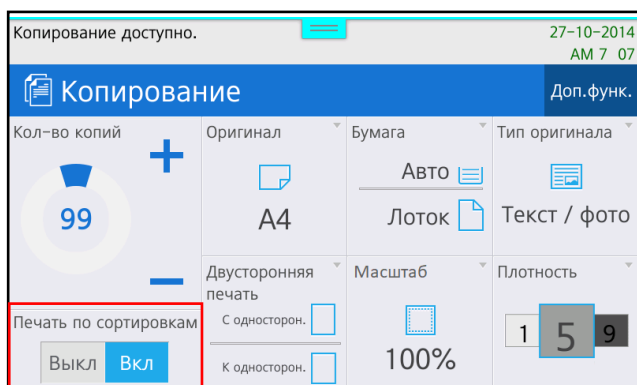 Копирование доступно.
27-10-2014
AM 7 07
Копирование
Доп.функ.
Кол-во копий
99
Оригинал
A4
Бумага
Авто
Лоток
Тип оригинала
Текст / фото
Печать по сортировкам
Выкл Вкл
Двусторонняя
печать
С односторон.
К односторон.
Масштаб
100%
Плотность
1 5 9